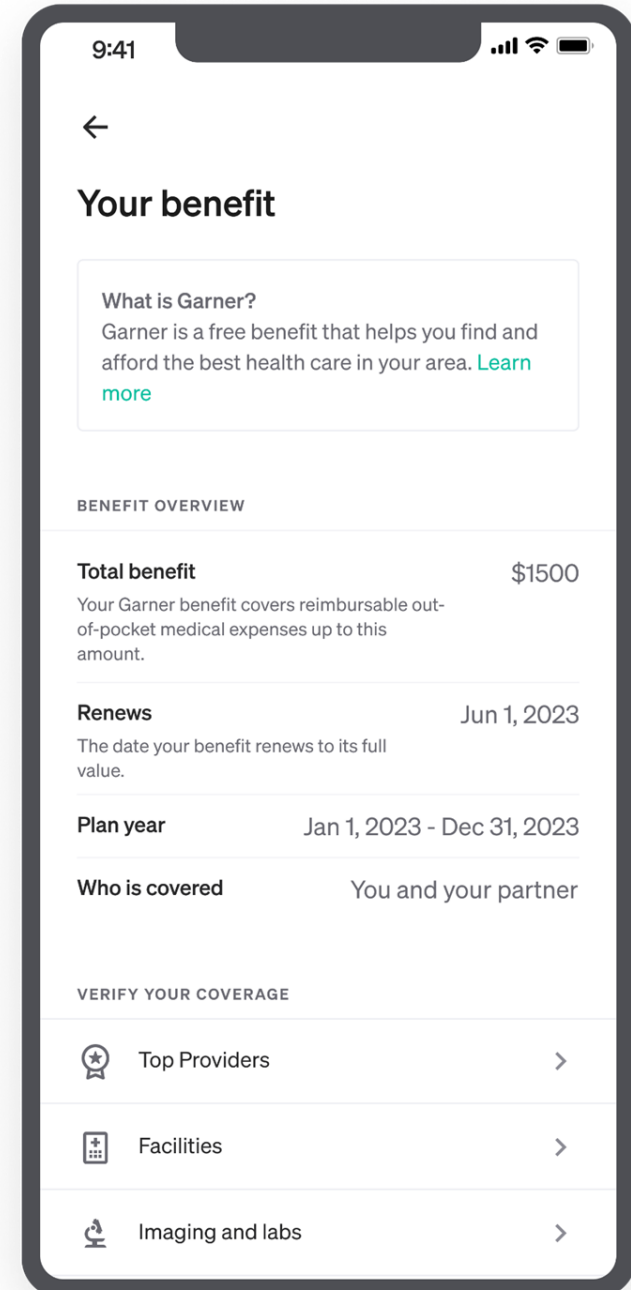 9:41
Your benefit
What is Garner?
Garner is a free benefit that helps you find and
afford the best health care in your area. Learn
more
BENEFIT OVERVIEW
Total benefit
$1500
Your Garner benefit covers reimbursable out-
of-pocket medical expenses up to this
amount.
Renews
Jun 1, 2023
The date your benefit renews to its full
value.
Plan year
Jan 1, 2023 - Dec 31, 2023
Who is covered
You and your partner
VERIFY YOUR COVERAGE
Top Providers
Facilities
Imaging and labs